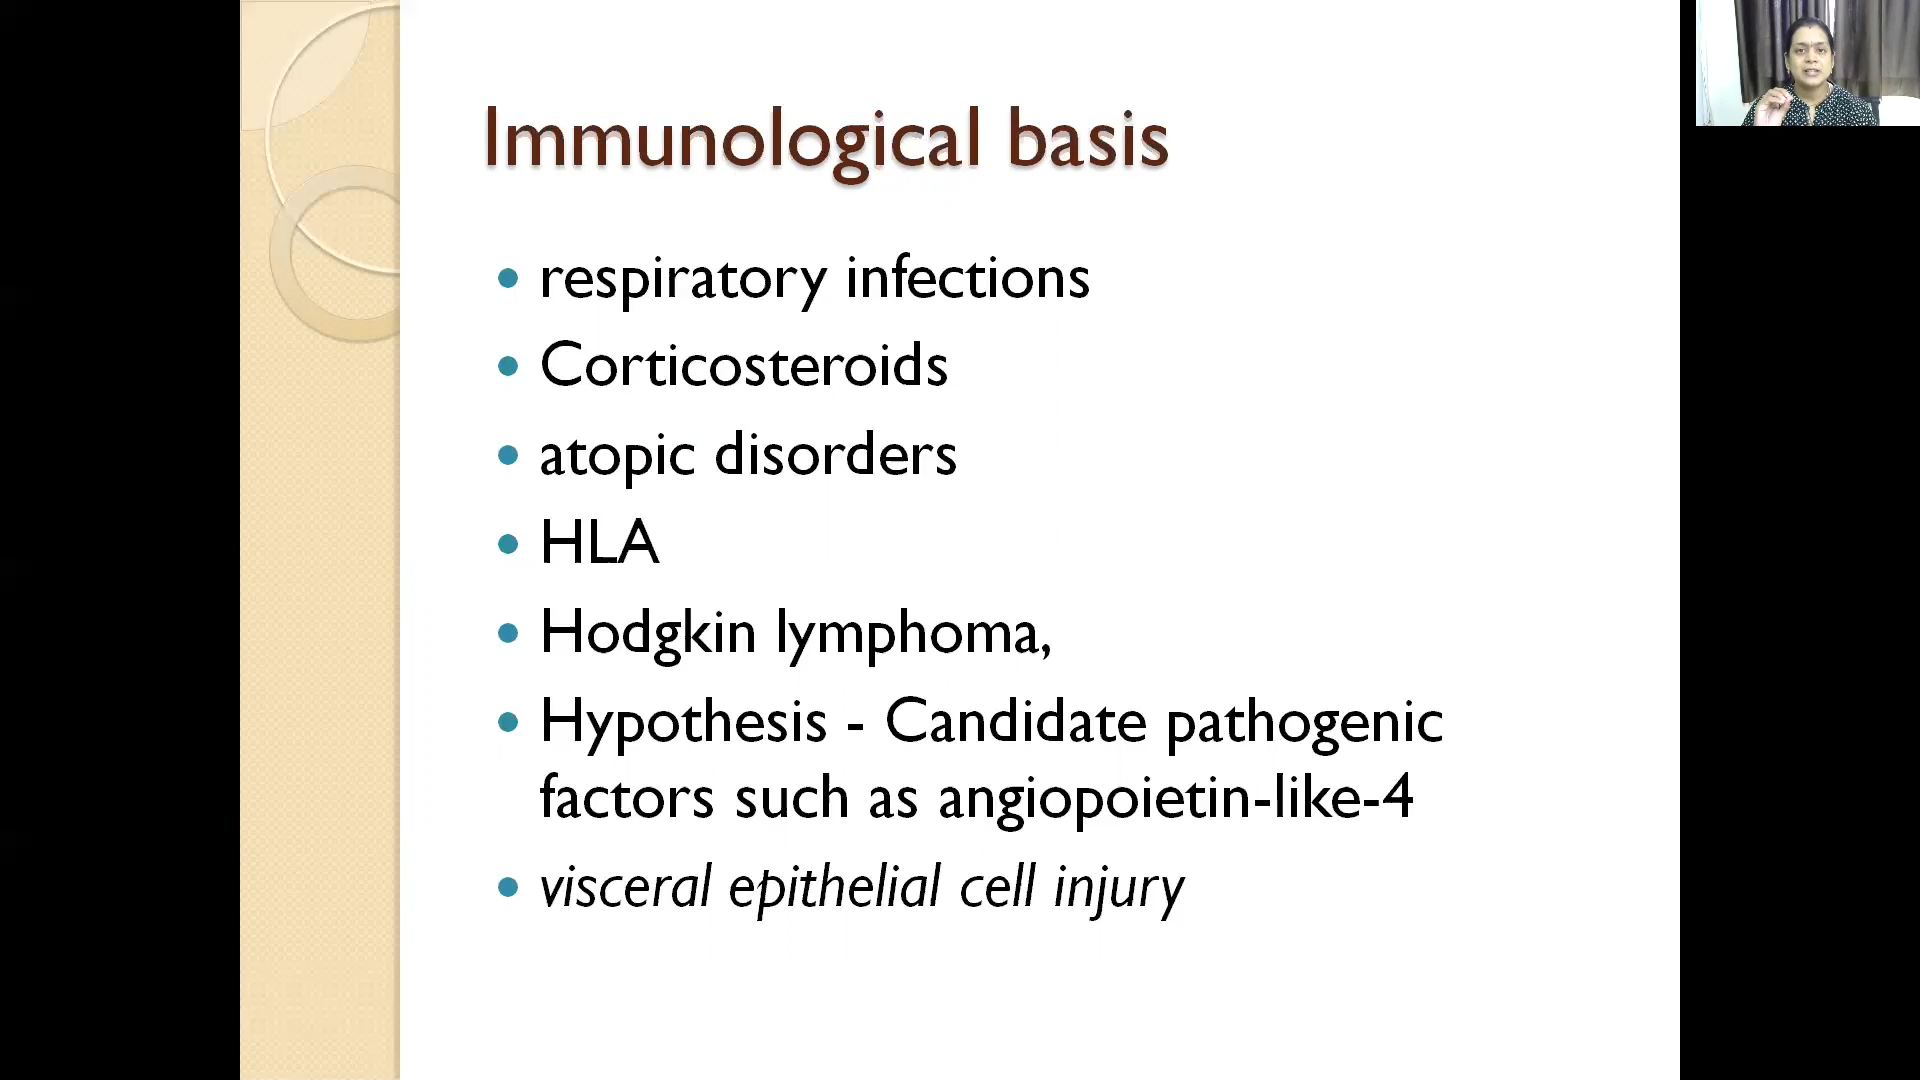 Immunological basis
respiratory infections
Corticosteroids
atopic disorders
HLA
Hodgkin lymphoma,
Hypothesis - Candidate pathogenic
factors such as angiopoietin-like-4
visceral epithelial cell injury